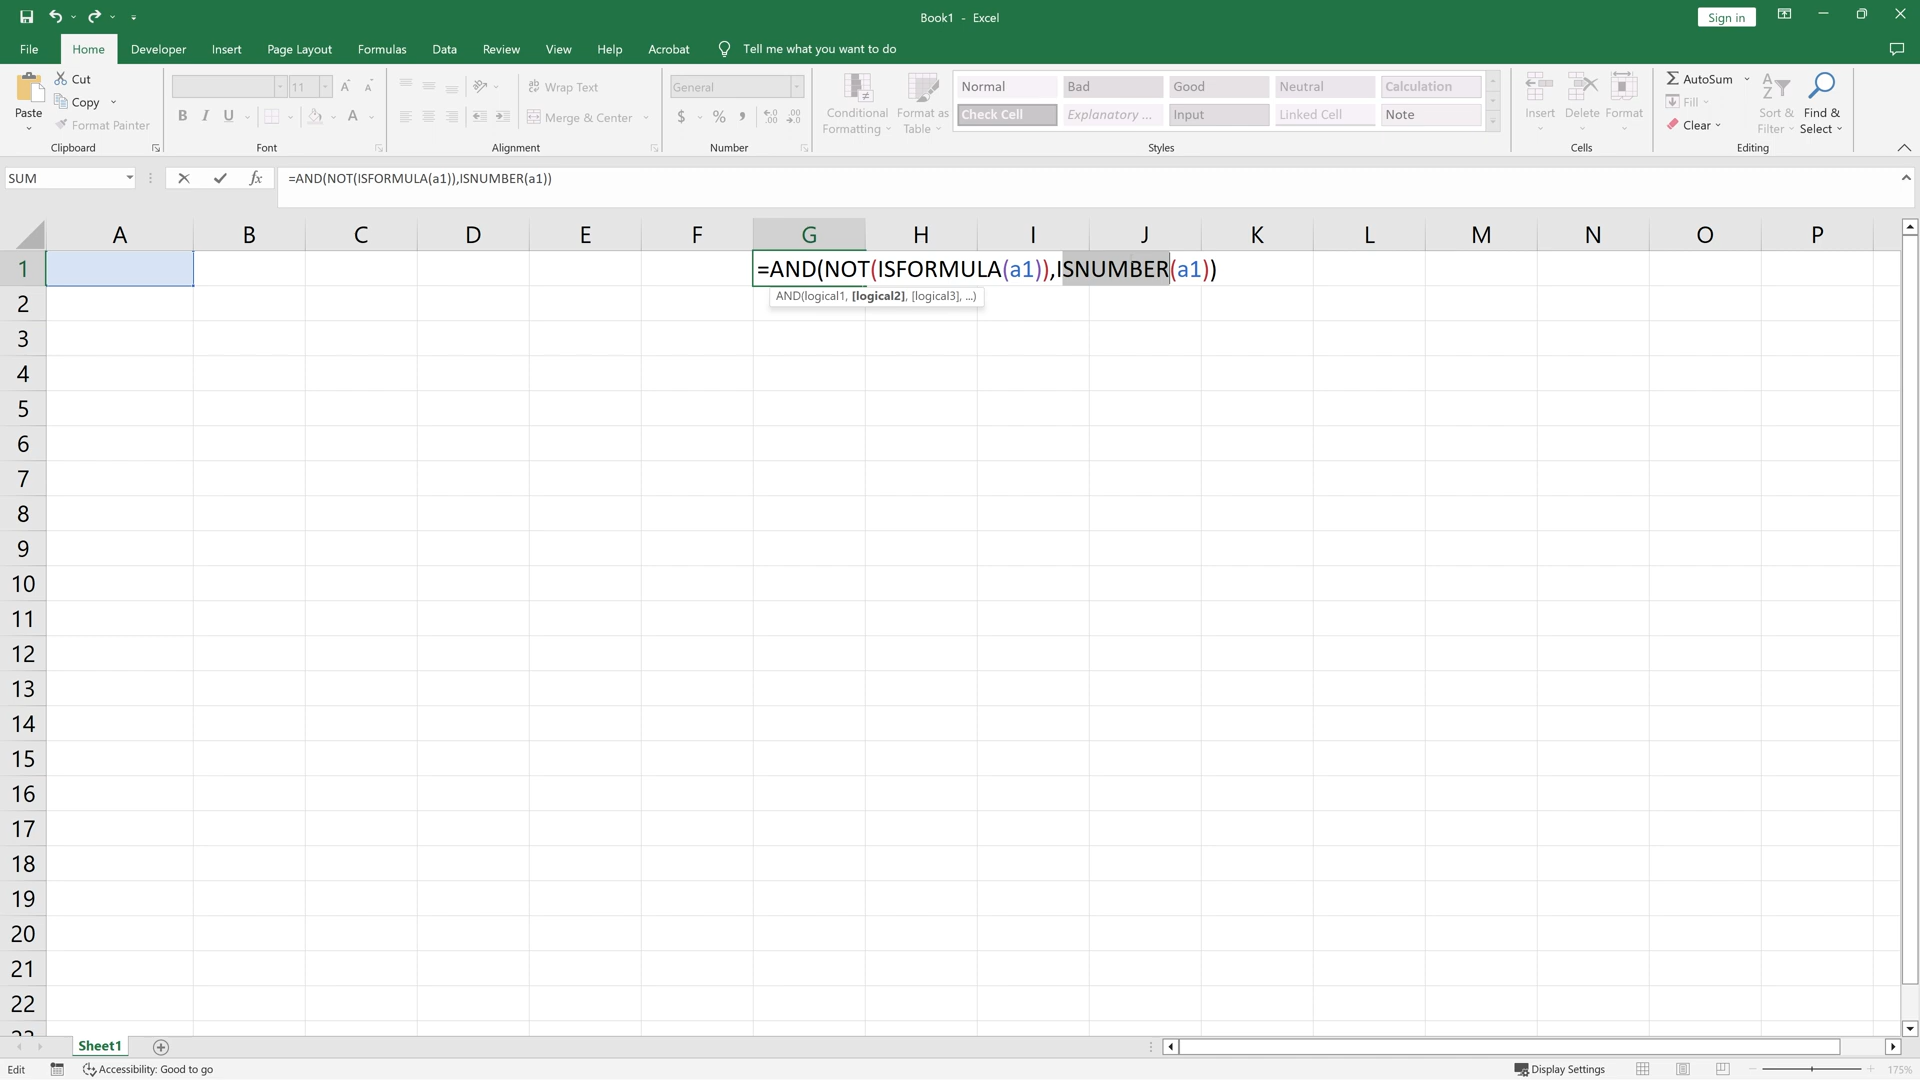 Book1 - Excel
Sign in
File Home Developer Insert Page Layout Formulas Data Review View Help Acrobat Tell me what you want to do
Paste
Cut
Copy
Format Painter
Clipboard
11
B I U
Font
Wrap Text
Merge & Center
Alignment
General
$ % ,
Number
Conditional Formatting
Format as Table
Normal Bad Good Neutral Calculation
Check Cell Explanatory ... Input Linked Cell Note
Styles
Insert Delete Format
Cells
AutoSum
Fill
Clear
Sort & Filter
Find & Select
Editing
SUM fx =AND(NOT(ISFORMULA(a1)),ISNUMBER(a1))
A B C D E F G H I J K L M N O P
1 =AND(NOT(ISFORMULA(a1)),ISNUMBER(a1))
AND(logical1, [logical2], [logical3], ...)
2
3
4
5
6
7
8
9
10
11
12
13
14
15
16
17
18
19
20
21
22
Sheet1
Edit Accessibility: Good to go Display Settings 175%